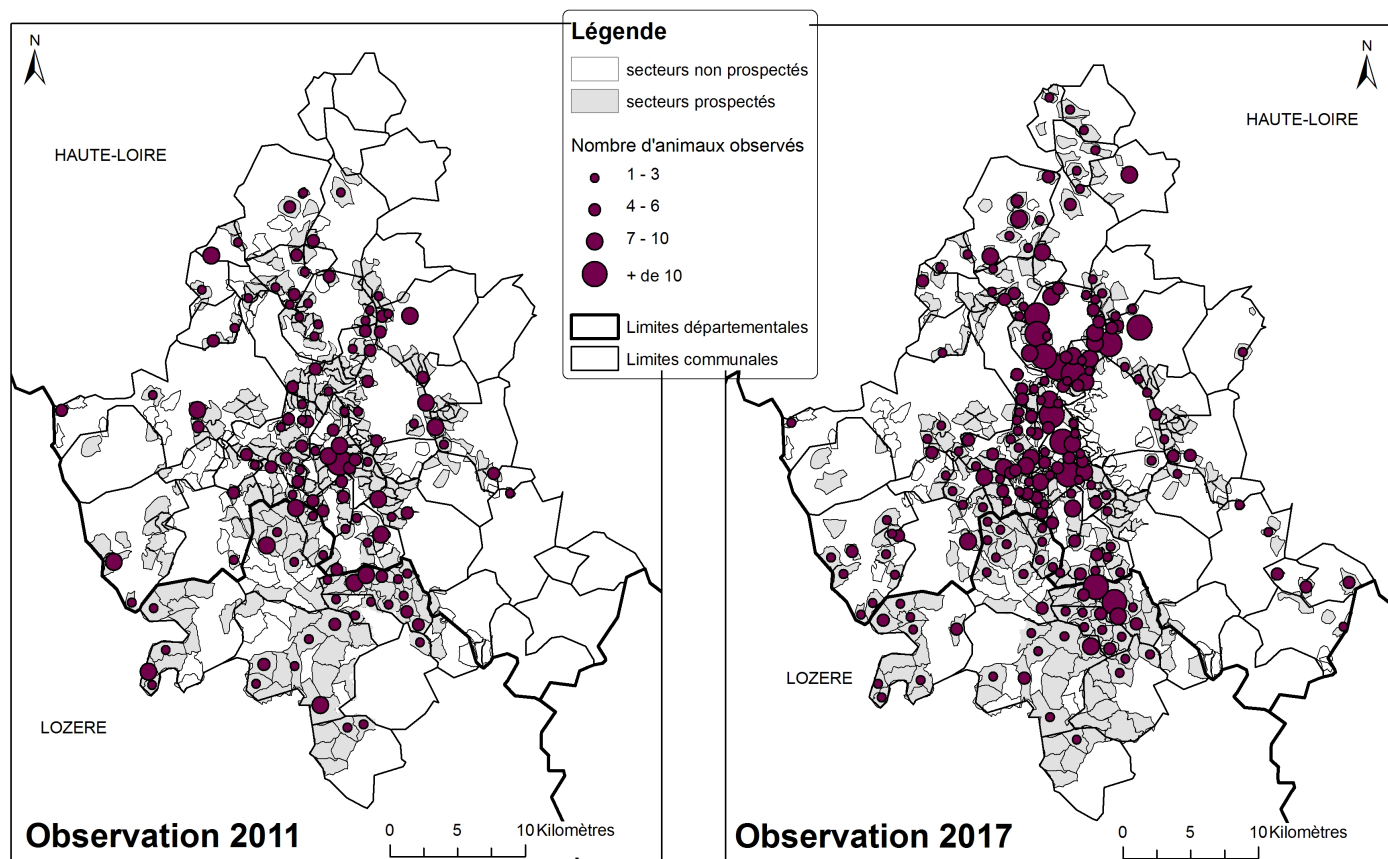 N
HAUTE-LOIRE
LOZERE
Observation 2011
0 5 10 Kilomètres
Légende
secteurs non prospectés
secteurs prospectés
Nombre d'animaux observés
1 - 3
4 - 6
7 - 10
+ de 10
Limites départementales
Limites communales
N
HAUTE-LOIRE
LOZERE
Observation 2017
0 5 10 Kilomètres